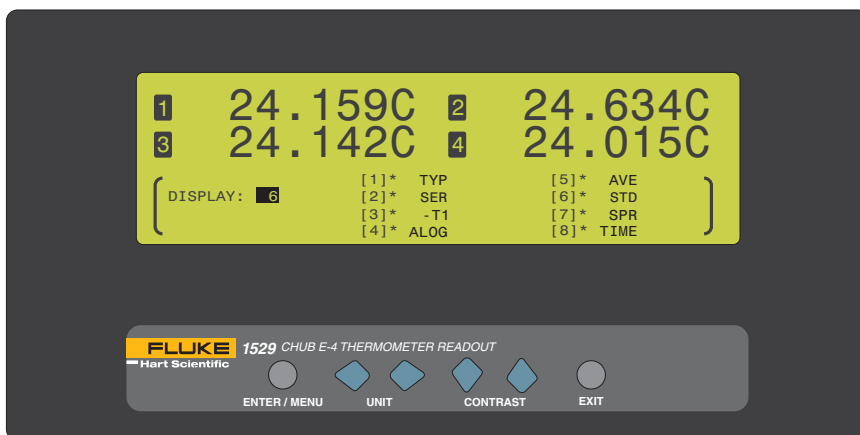 1 24.159C 2 24.634C
3 24.142C 4 24.015C
DISPLAY: 6
[1]* TYP
[2]* SER
[3]* -T1
[4]* ALOG
[5]* AVE
[6]* STD
[7]* SPR
[8]* TIME
FLUKE
Hart Scientific
1529 CHUB E-4 THERMOMETER READOUT
ENTER / MENU UNIT CONTRAST EXIT